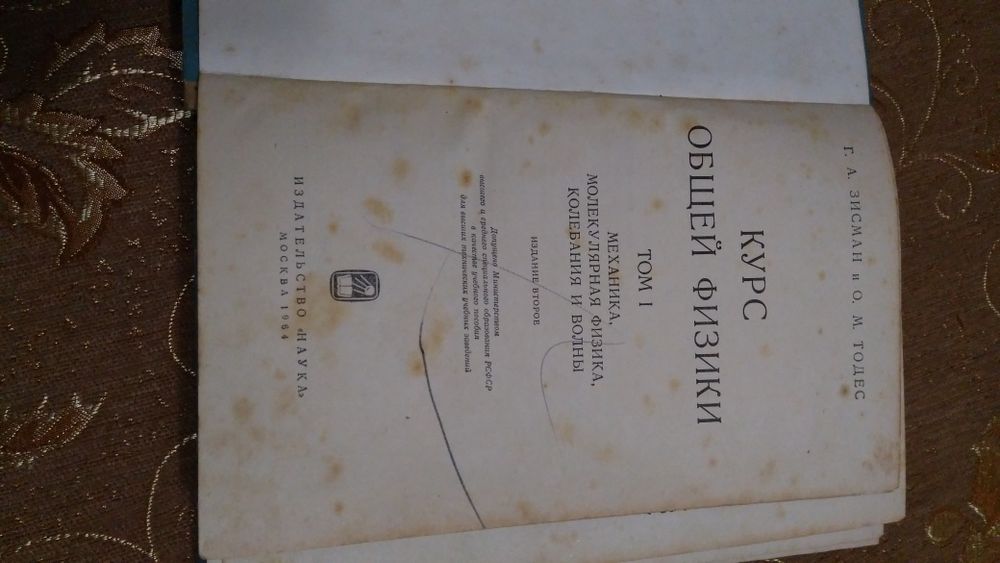 Г. А. ЗИСМАН и О. М. ТОДЕС
КУРС
ОБЩЕЙ ФИЗИКИ
ТОМ I
МЕХАНИКА,
МОЛЕКУЛЯРНАЯ ФИЗИКА,
КОЛЕБАНИЯ И ВОЛНЫ
ИЗДАНИЕ ВТОРОЕ
Допущено Министерством
высшего и среднего специального образования РСФСР
в качестве учебного пособия
для высших технических учебных заведений
ИЗДАТЕЛЬСТВО «НАУКА»
МОСКВА 1964